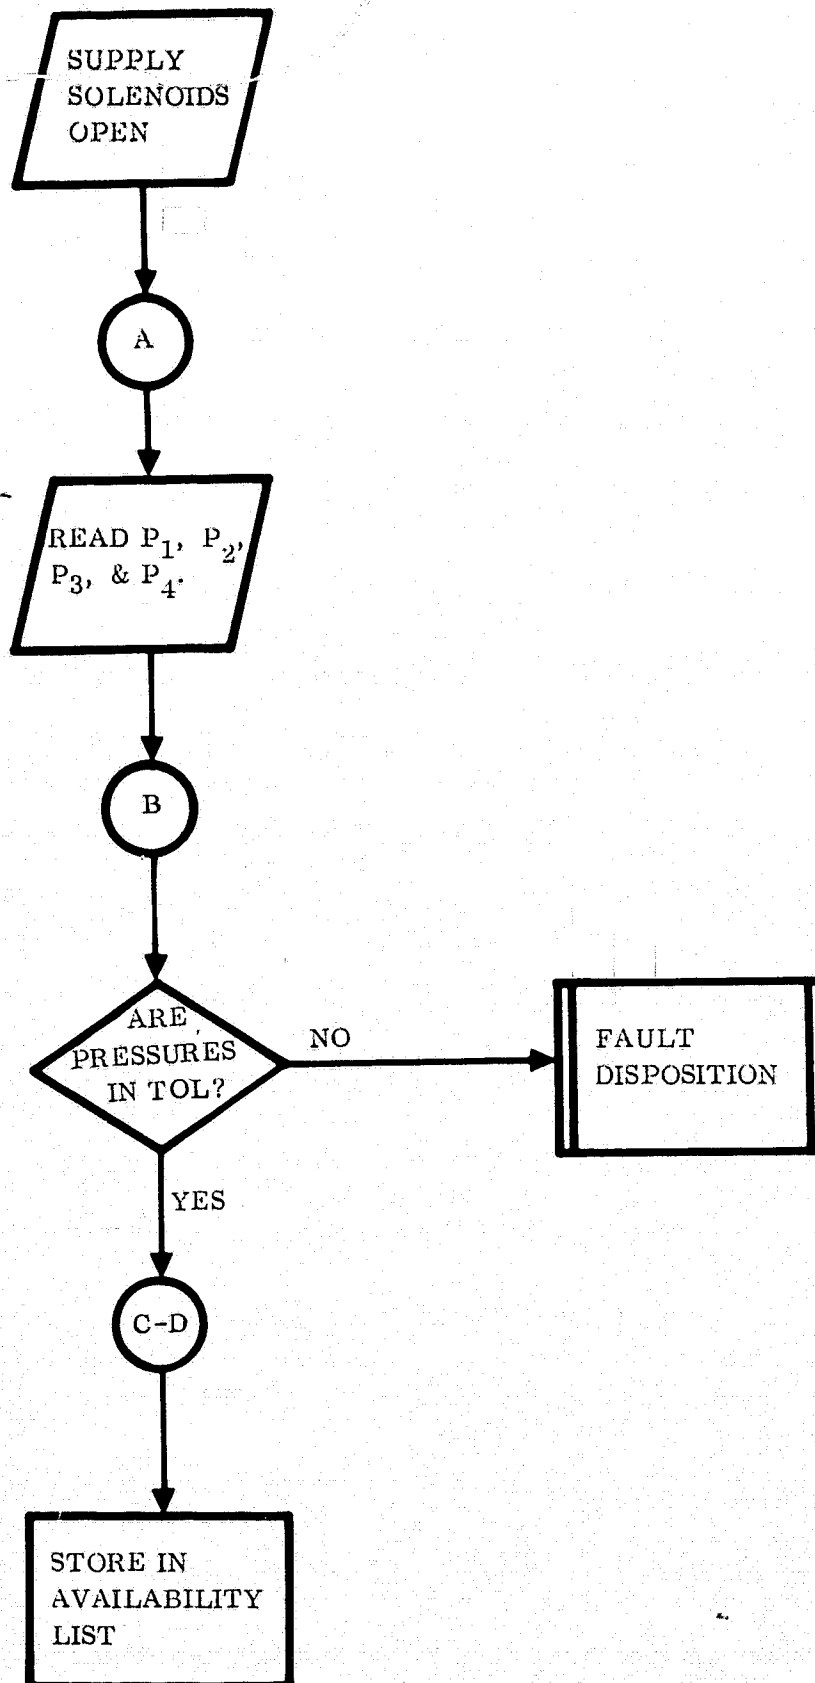 SUPPLY
SOLENOIDS
OPEN
A
READ P₁, P₂,
P₃, & P₄.
B
ARE
PRESSURES
IN TOL?
NO
FAULT
DISPOSITION
YES
C-D
STORE IN
AVAILABILITY
LIST